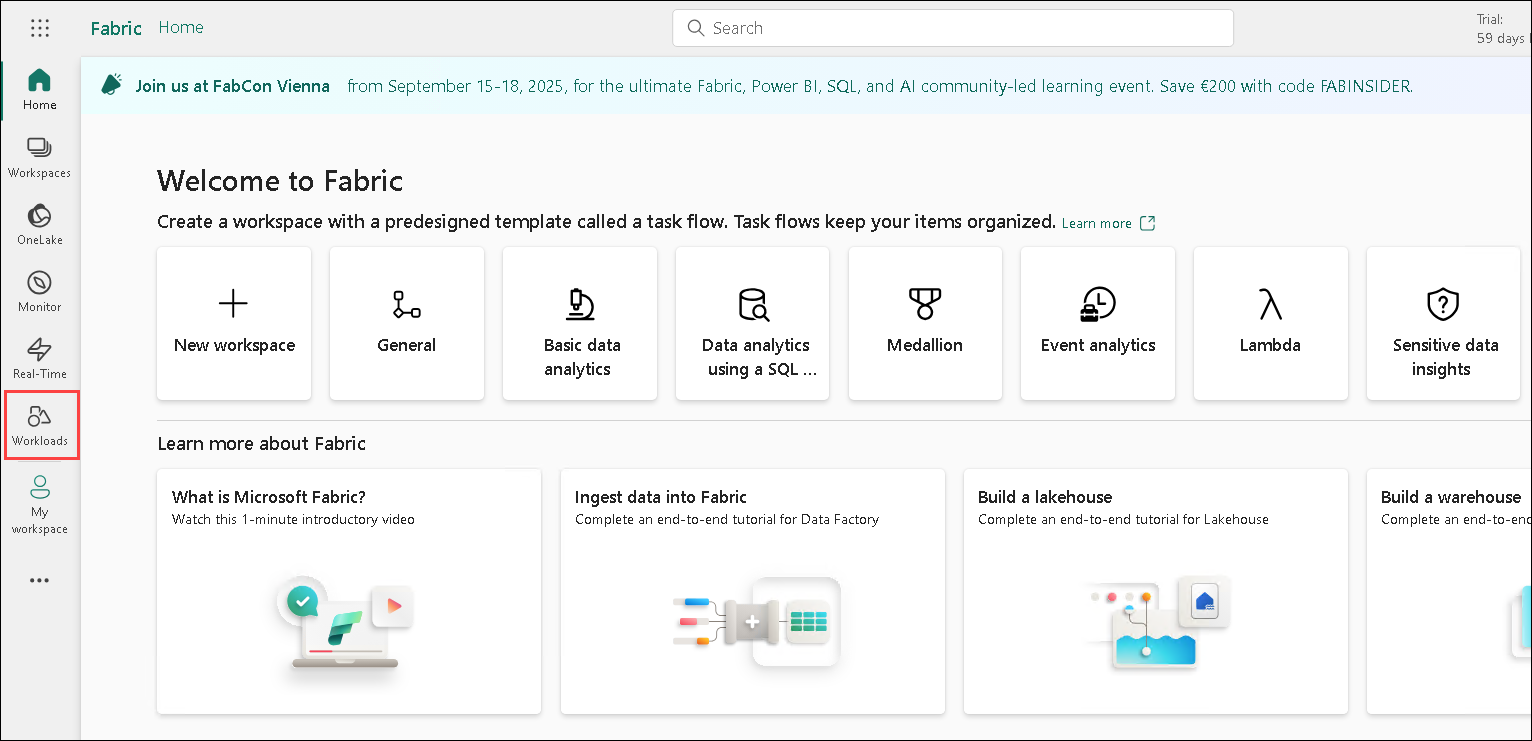 Fabric Home
Search
Trial:
59 days
Home
Workspaces
OneLake
Monitor
Real-Time
Workloads
My
workspace
Join us at FabCon Vienna from September 15-18, 2025, for the ultimate Fabric, Power BI, SQL, and AI community-led learning event. Save €200 with code FABINSIDER.
Welcome to Fabric
Create a workspace with a predesigned template called a task flow. Task flows keep your items organized. Learn more
New workspace
General
Basic data
analytics
Data analytics
using a SQL ...
Medallion
Event analytics
Lambda
Sensitive data
insights
Learn more about Fabric
What is Microsoft Fabric?
Watch this 1-minute introductory video
Ingest data into Fabric
Complete an end-to-end tutorial for Data Factory
Build a lakehouse
Complete an end-to-end tutorial for Lakehouse
Build a warehouse
Complete an end-to-end